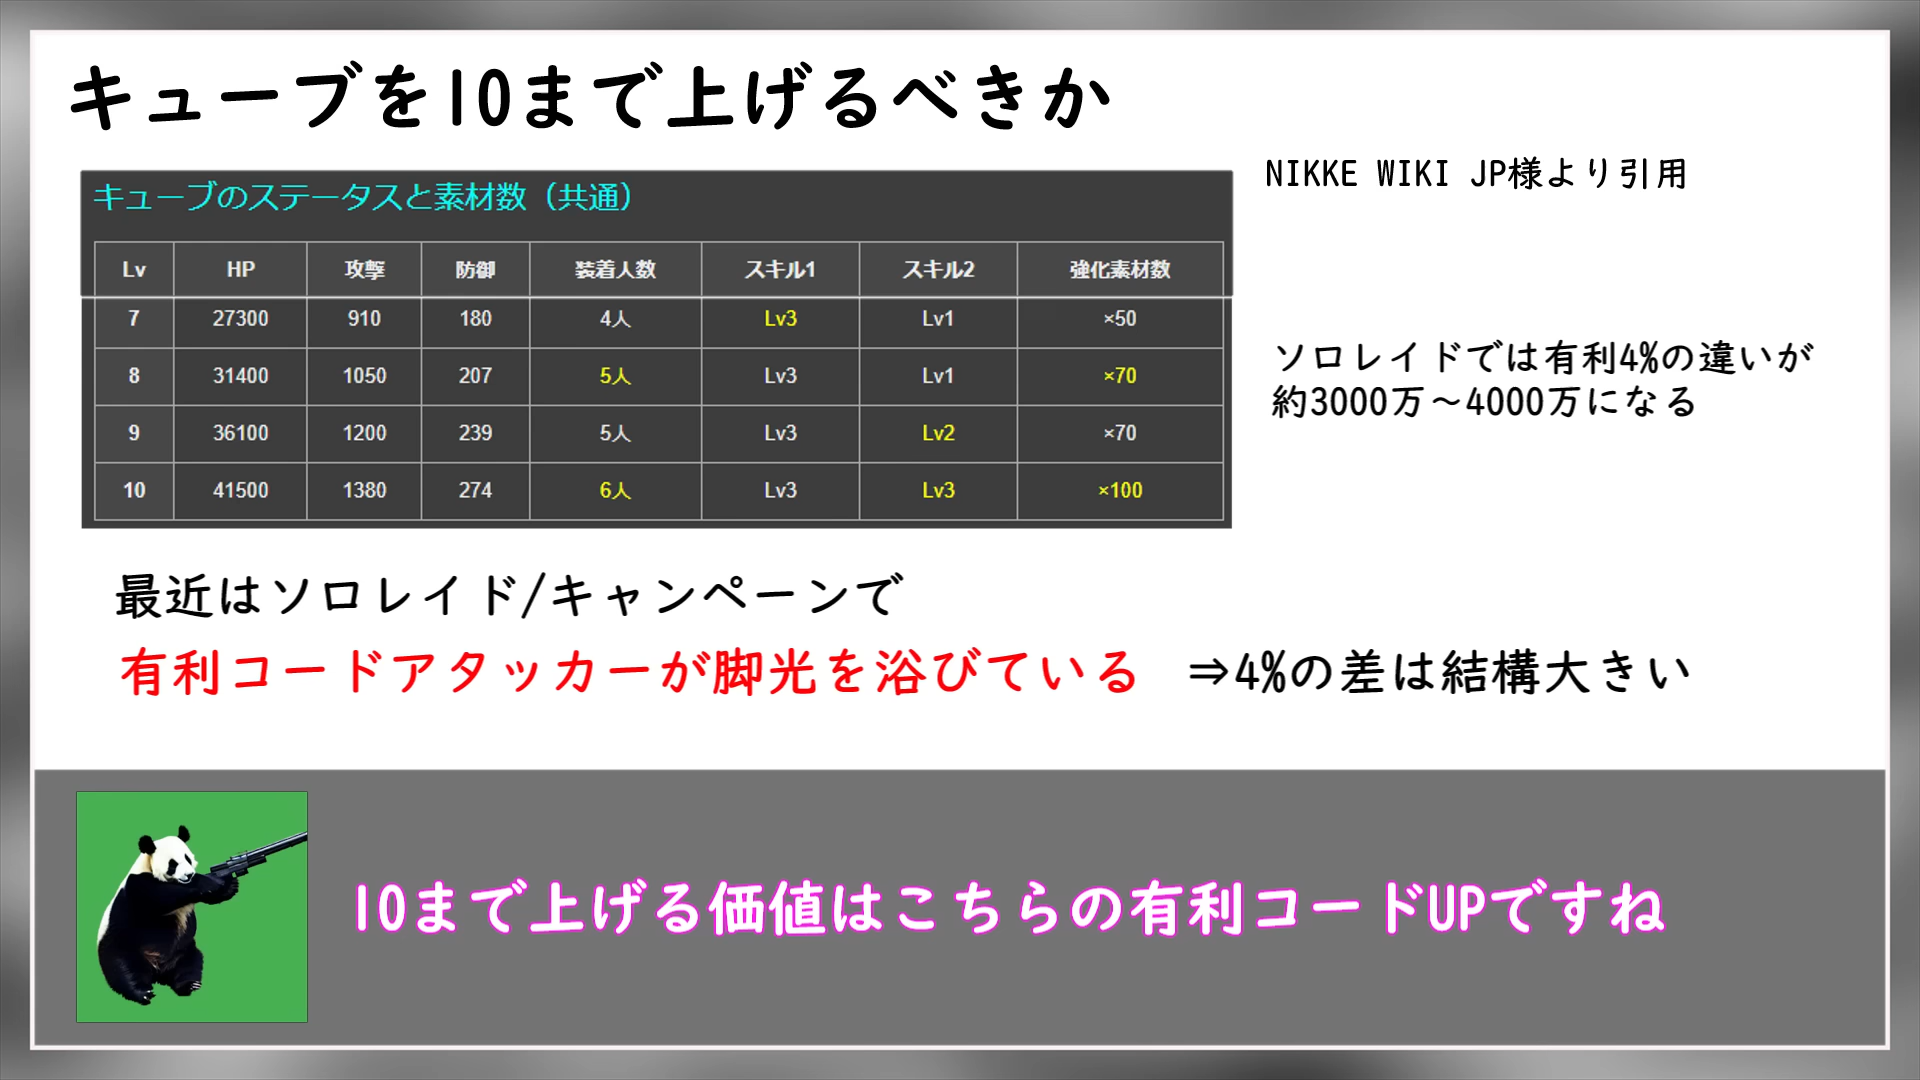 キューブを10まで上げるべきか
NIKKE WIKI JP様より引用
キューブのステータスと素材数（共通）
Lv HP 攻撃 防御 装着人数 スキル1 スキル2 強化素材数
7 27300 910 180 4人 Lv3 Lv1 ×50
8 31400 1050 207 5人 Lv3 Lv1 ×70
9 36100 1200 239 5人 Lv3 Lv2 ×70
10 41500 1380 274 6人 Lv3 Lv3 ×100
ソロレイドでは有利4%の違いが
約3000万～4000万になる
最近はソロレイド/キャンペーンで
有利コードアタッカーが脚光を浴びている ⇒4%の差は結構大きい
10まで上げる価値はこちらの有利コードUPですね